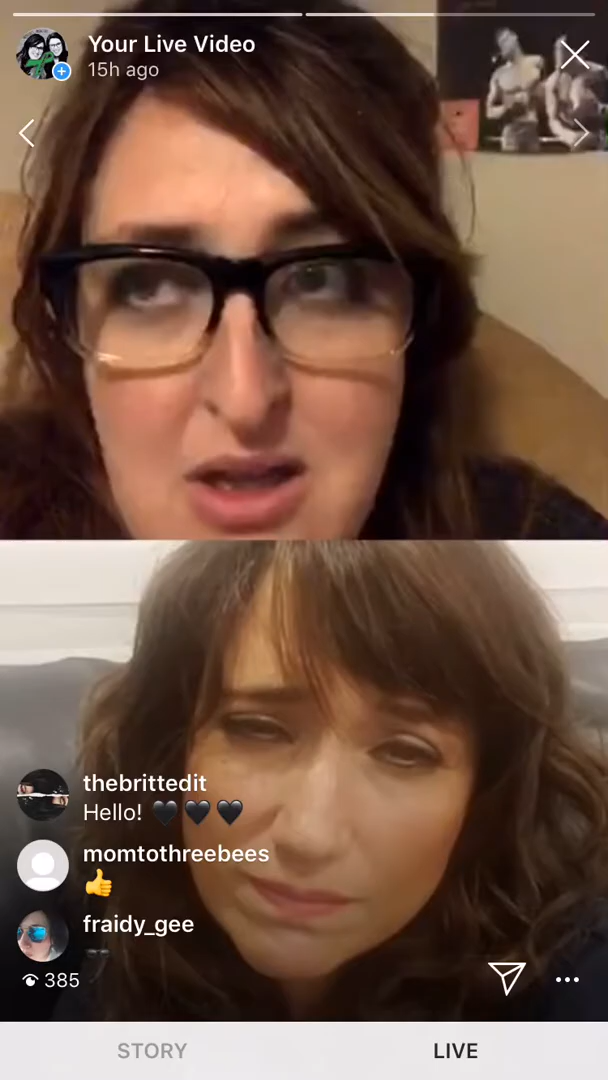 Your Live Video
15h ago
thebrittedit
Hello! 🖤 🖤 🖤
momtothreebees
👍
fraidy_gee
385
STORY
LIVE